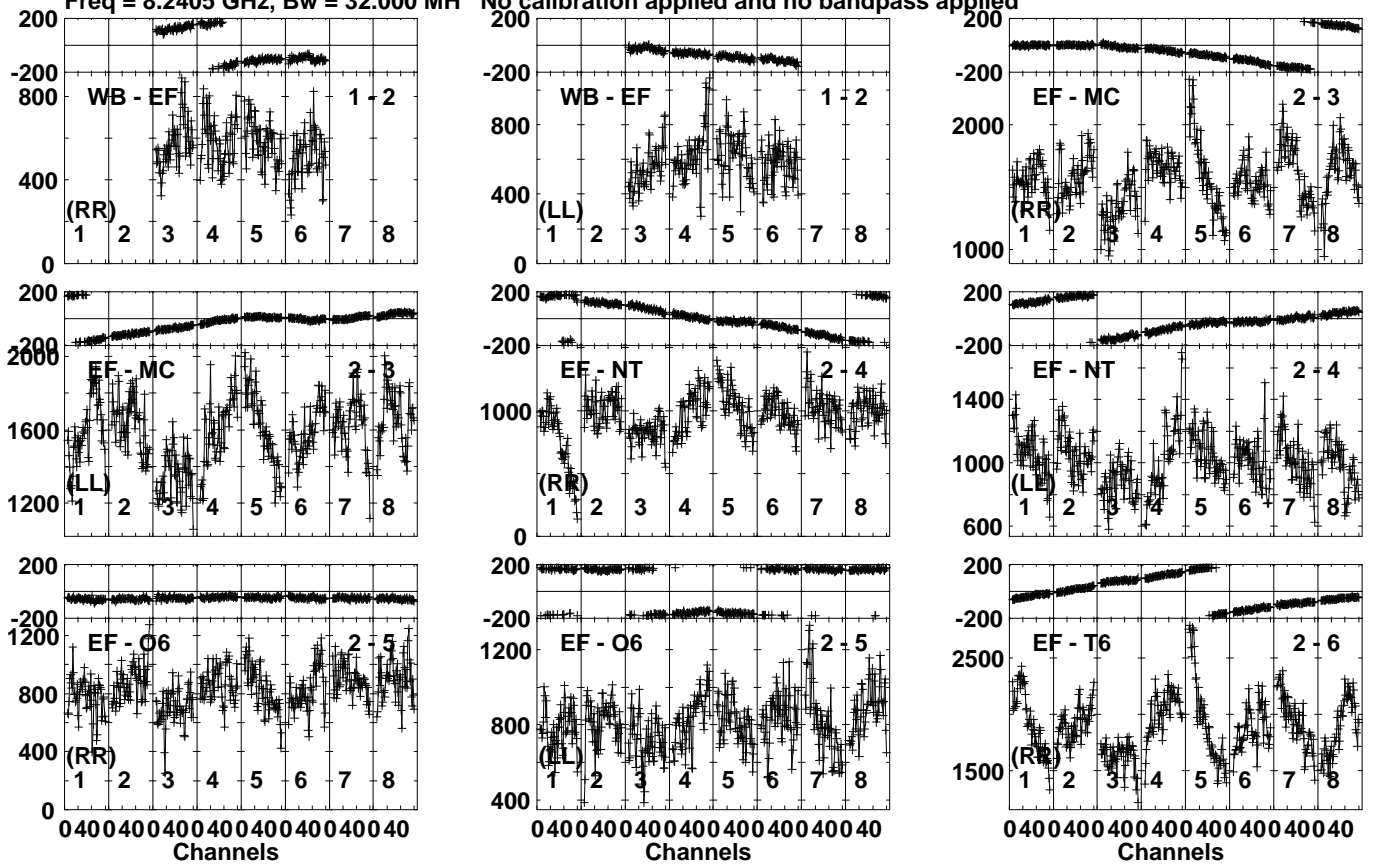 Freq = 8.2405 GHz, Bw = 32.000 MH No calibration applied and no bandpass applied
200
-200
WB - EF 1 - 2
800
400
0
(RR)
1 2 3 4 5 6 7 8
200
-200
WB - EF 1 - 2
800
400
0
(LL)
1 2 3 4 5 6 7 8
200
-200
EF - MC 2 - 3
2000
1000
(RR)
1 2 3 4 5 6 7 8
200
-200
2000
EF - MC 2 - 3
1600
1200
(LL)
1 2 3 4 5 6 7 8
200
-200
EF - NT 2 - 4
1000
0
(RR)
1 2 3 4 5 6 7 8
200
-200
EF - NT 2 - 4
1400
1000
600
(LL)
1 2 3 4 5 6 7 8
200
-200
1200
EF - O6 2 - 5
800
400
0
(RR)
1 2 3 4 5 6 7 8
0 40 0 40 0 40 0 40 0 40 0 40 0 40 0 40
Channels
200
-200
EF - O6 2 - 5
1200
800
400
(LL)
1 2 3 4 5 6 7 8
0 40 0 40 0 40 0 40 0 40 0 40 0 40 0 40
Channels
200
-200
EF - T6 2 - 6
2500
1500
(RR)
1 2 3 4 5 6 7 8
0 40 0 40 0 40 0 40 0 40 0 40 0 40 0 40
Channels